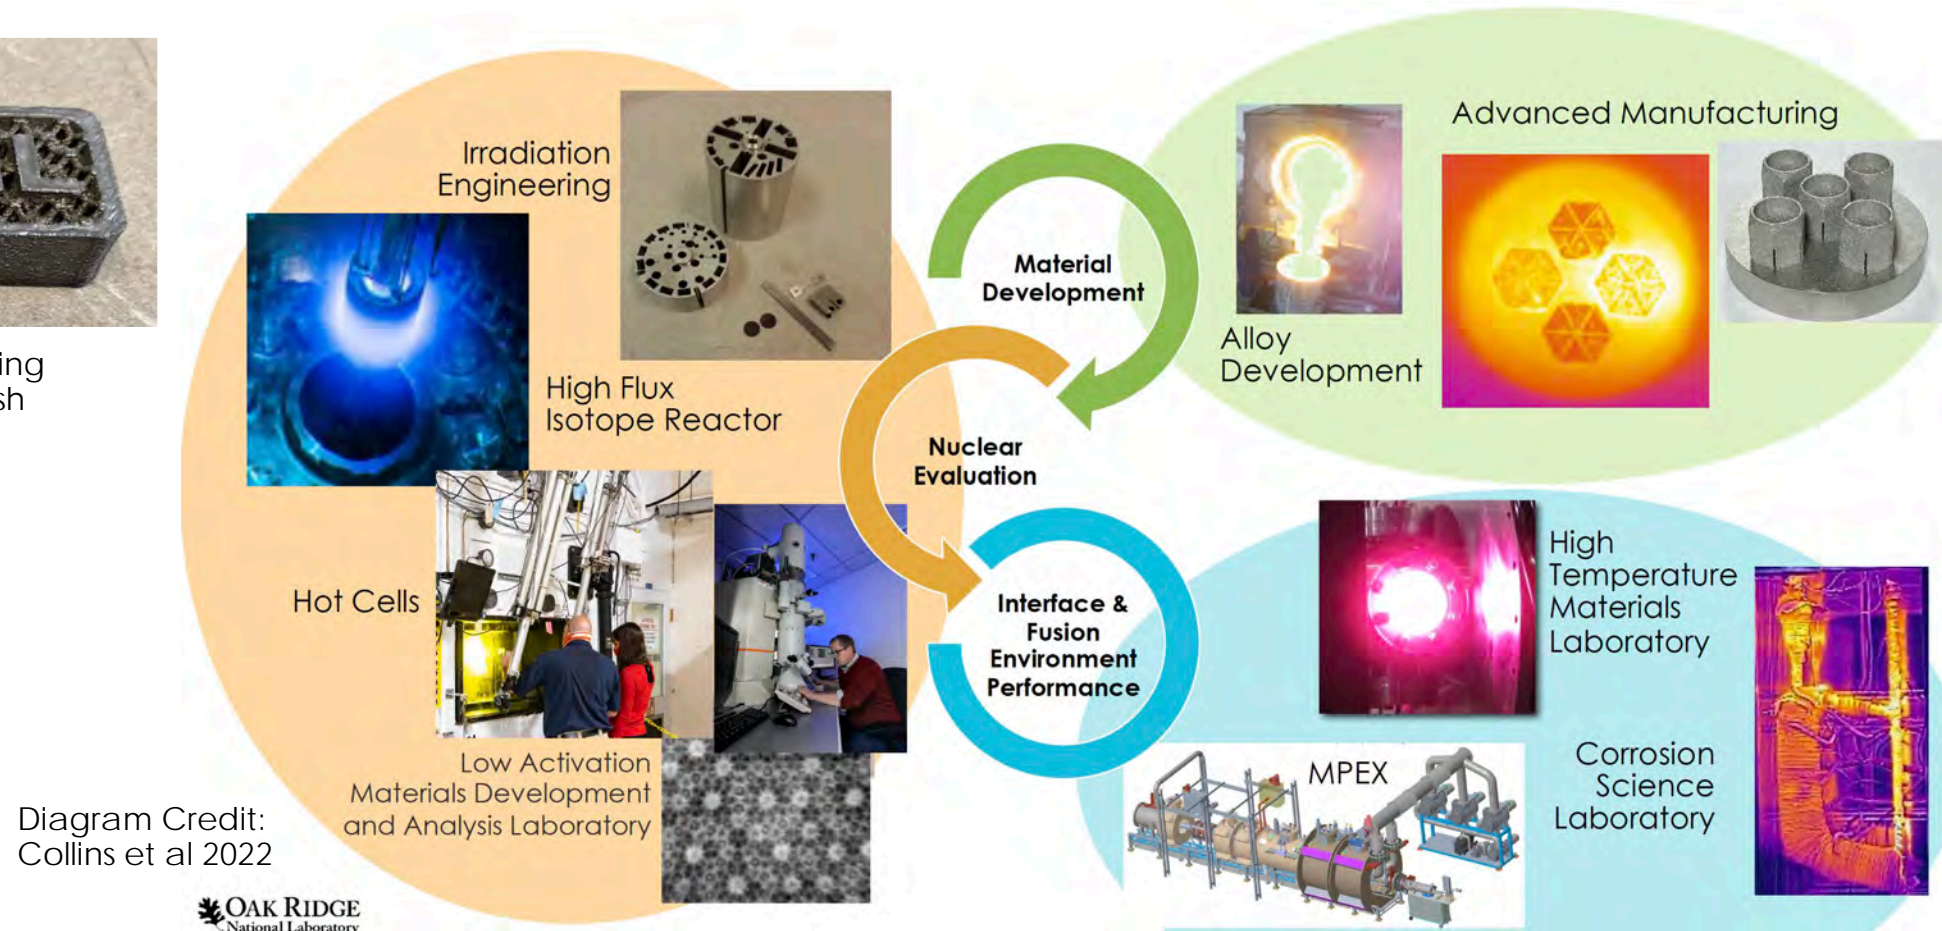 ing
sh
Irradiation
Engineering
High Flux
Isotope Reactor
Hot Cells
Low Activation
Materials Development
and Analysis Laboratory
Diagram Credit:
Collins et al 2022
OAK RIDGE
National Laboratory
Material
Development
Nuclear
Evaluation
Interface &
Fusion
Environment
Performance
Advanced Manufacturing
Alloy
Development
High
Temperature
Materials
Laboratory
MPEX
Corrosion
Science
Laboratory